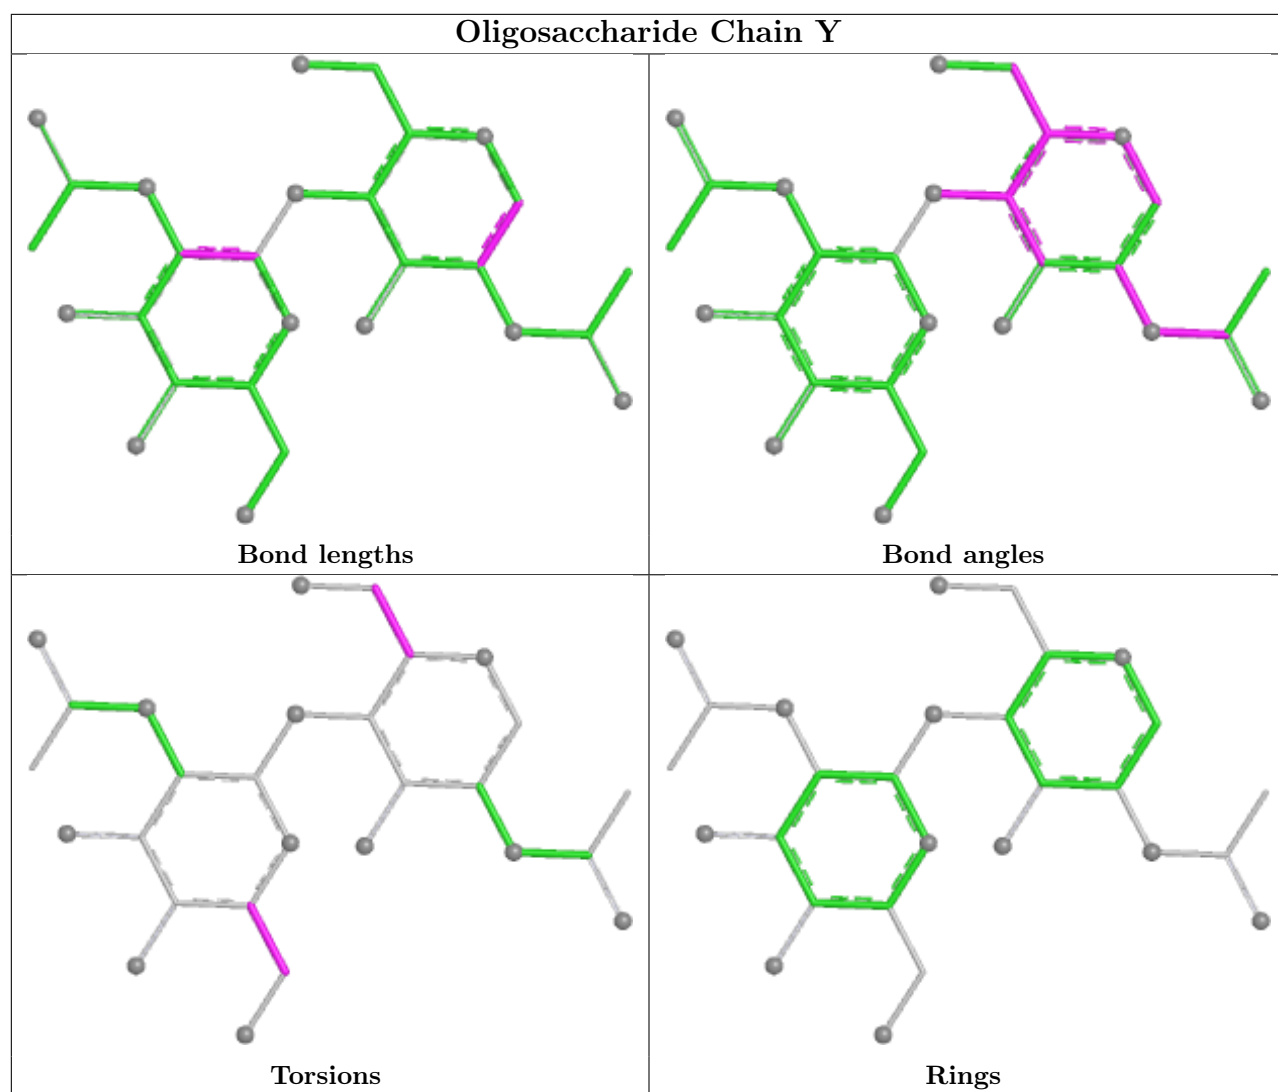 Oligosaccharide Chain Y
Bond lengths
Bond angles
Torsions
Rings